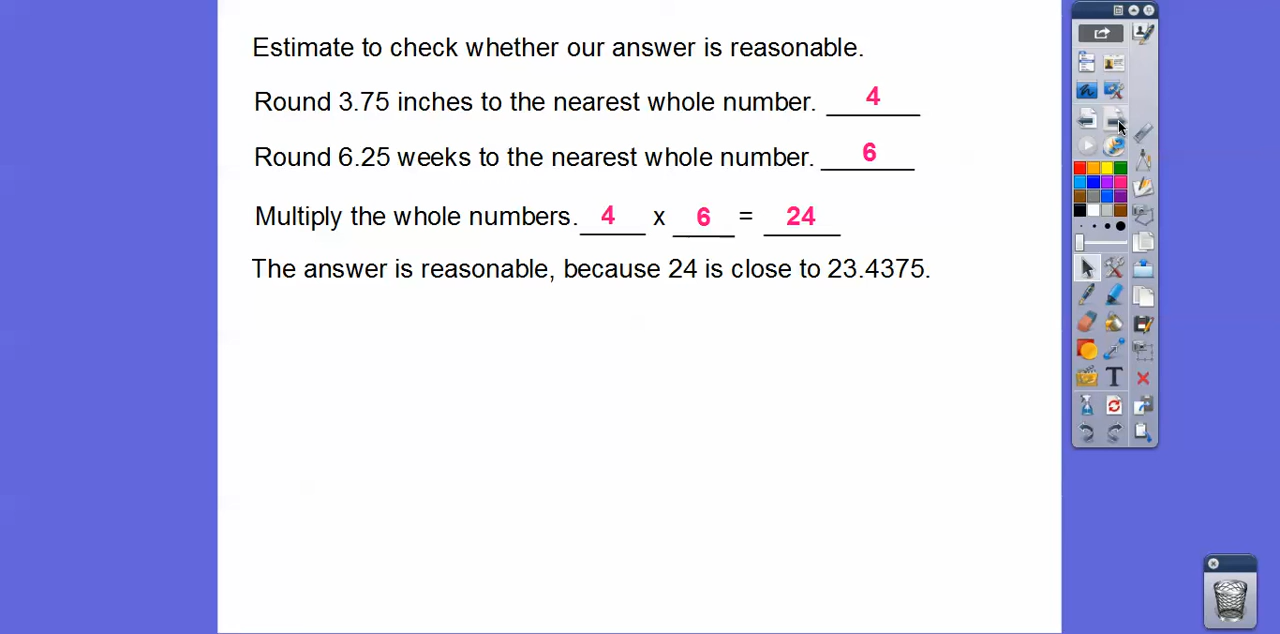 Estimate to check whether our answer is reasonable.
Round 3.75 inches to the nearest whole number. 4
Round 6.25 weeks to the nearest whole number. 6
Multiply the whole numbers. 4 x 6 = 24
The answer is reasonable, because 24 is close to 23.4375.
T